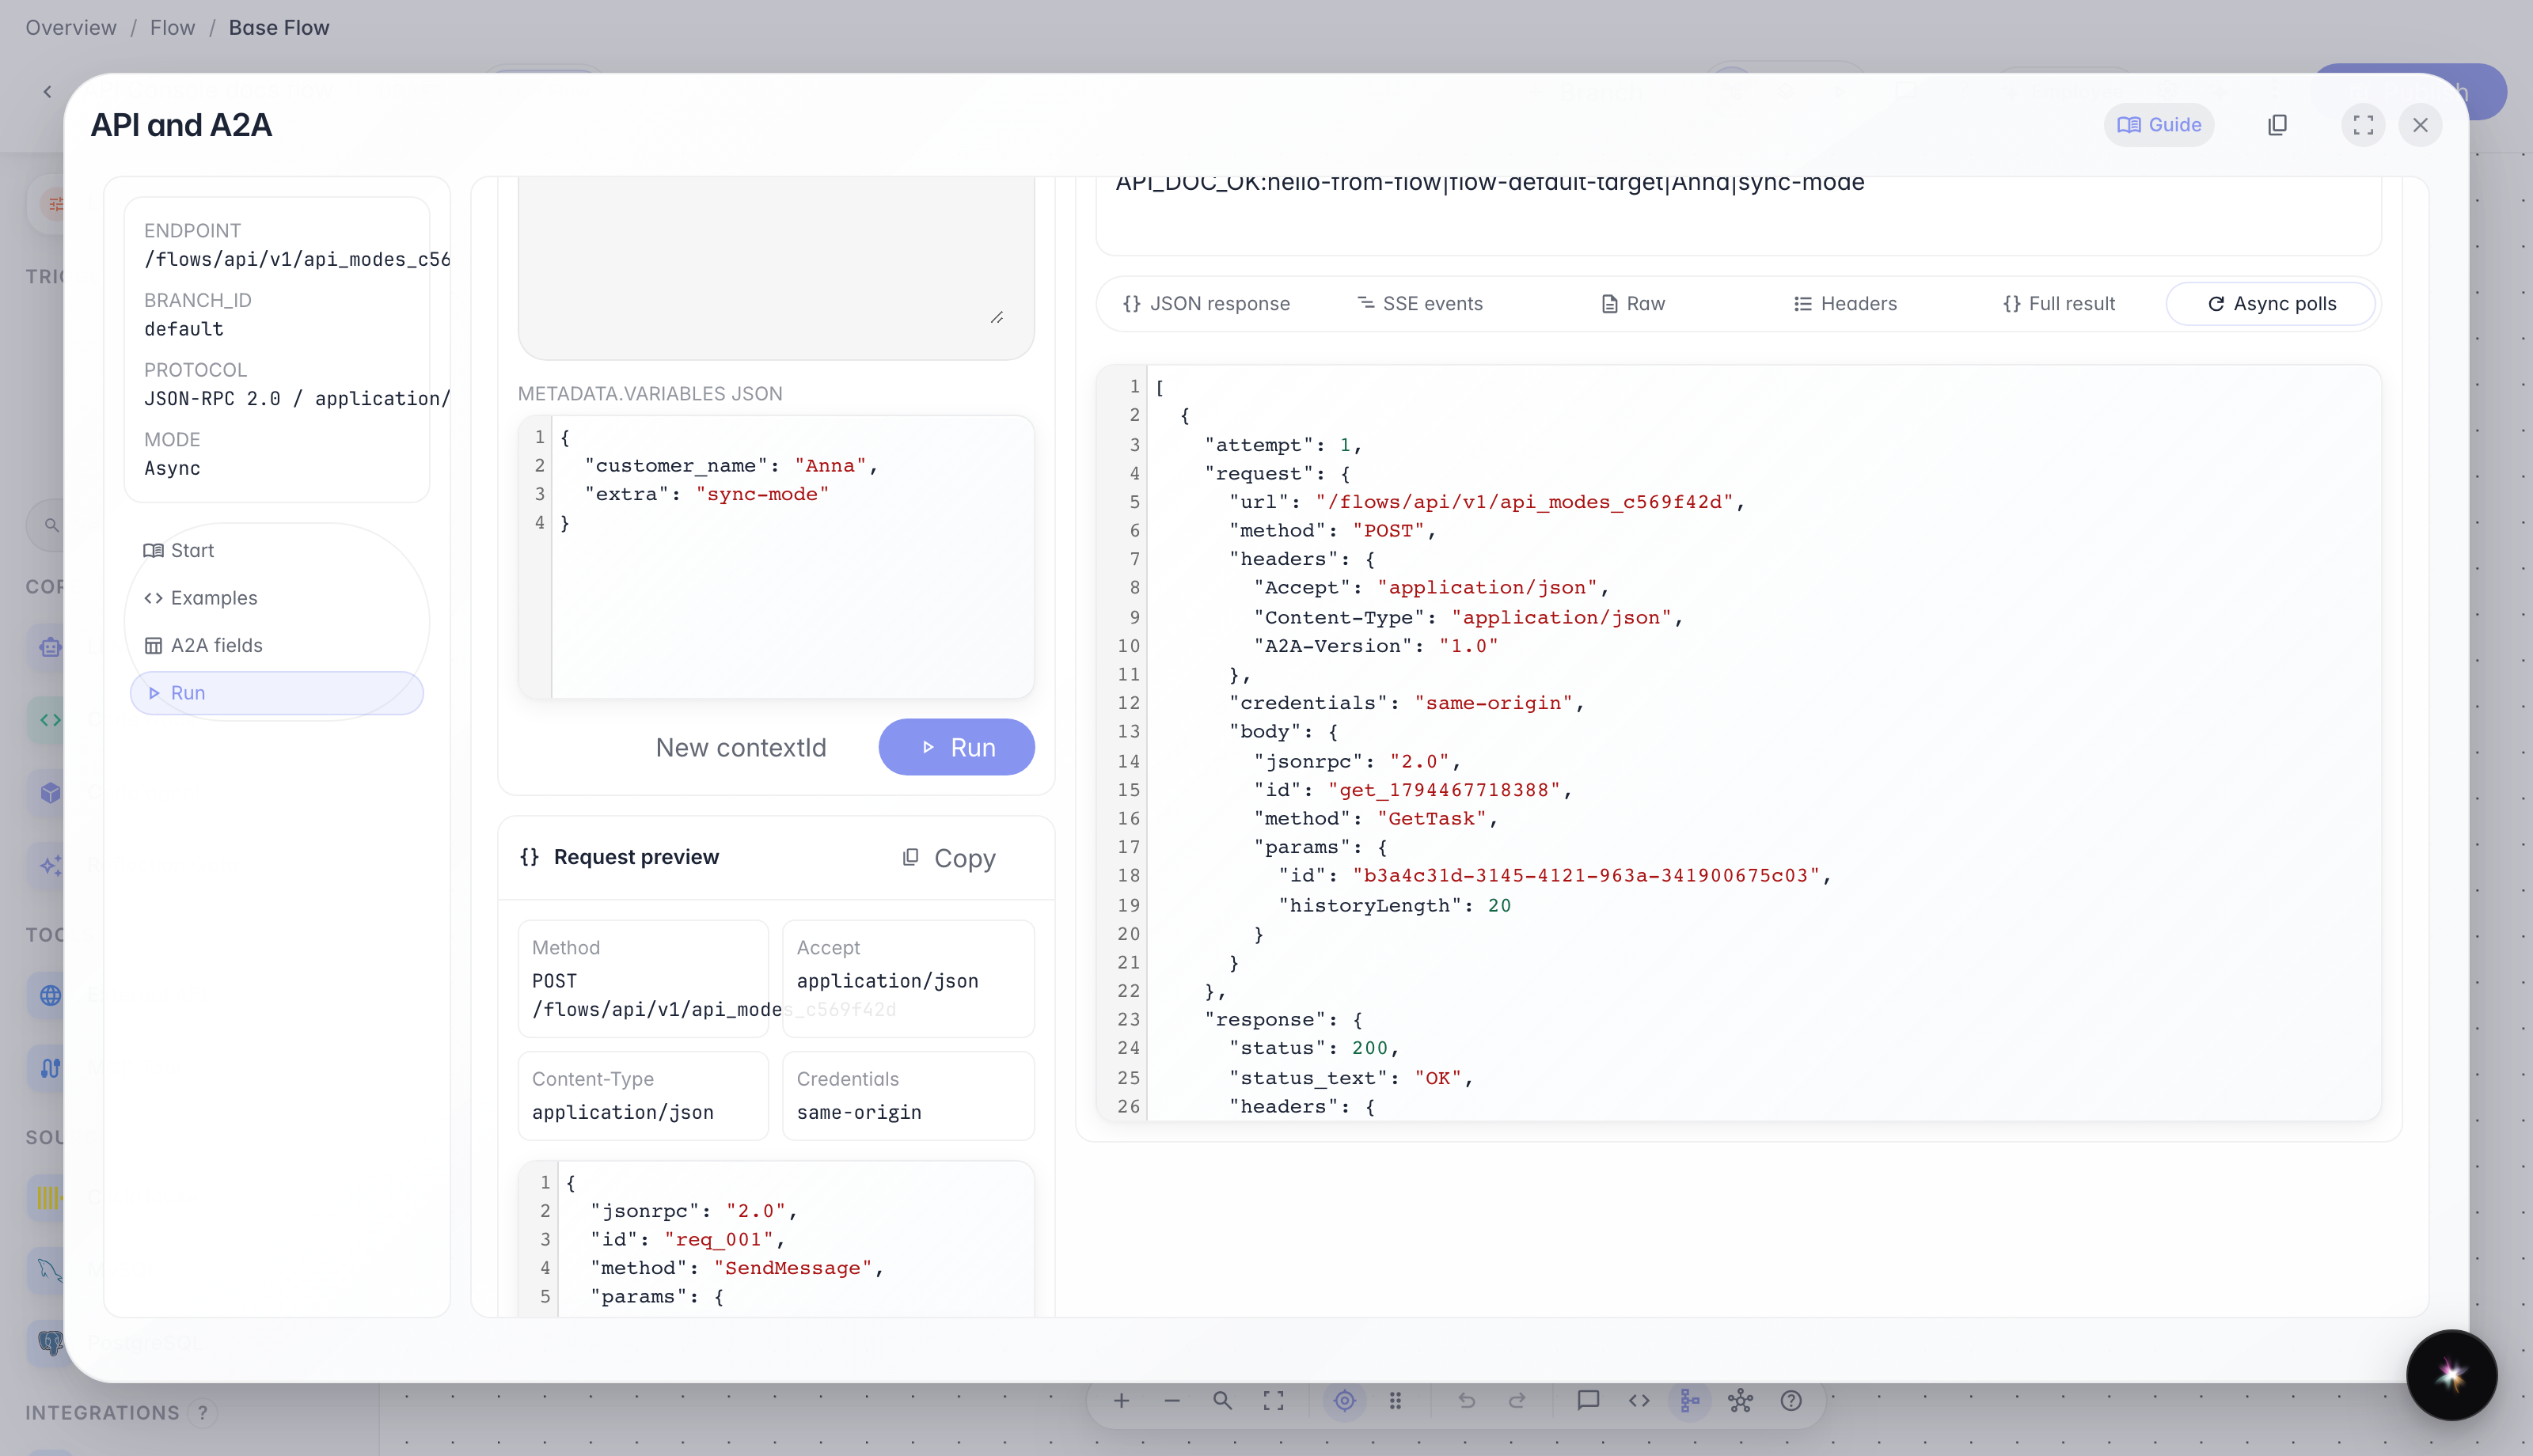 Overview / Flow / Base Flow
API and A2A
Guide
ENDPOINT
/flows/api/v1/api_modes_c56
BRANCH_ID
default
PROTOCOL
JSON-RPC 2.0 / application/
MODE
Async
Start
Examples
A2A fields
Run
METADATA.VARIABLES JSON
1 {
2 "customer_name": "Anna",
3 "extra": "sync-mode"
4 }
New contextId
Run
{} Request preview
Copy
Method
POST
/flows/api/v1/api_modes_c569f42d
Accept
application/json
Content-Type
application/json
Credentials
same-origin
1 {
2 "jsonrpc": "2.0",
3 "id": "req_001",
4 "method": "SendMessage",
5 "params": {
API_DOC_OK:hello-from-flow|flow-default-target|Anna|sync-mode
{} JSON response
SSE events
Raw
Headers
{} Full result
Async polls
1 [
2 {
3 "attempt": 1,
4 "request": {
5 "url": "/flows/api/v1/api_modes_c569f42d",
6 "method": "POST",
7 "headers": {
8 "Accept": "application/json",
9 "Content-Type": "application/json",
10 "A2A-Version": "1.0"
11 },
12 "credentials": "same-origin",
13 "body": {
14 "jsonrpc": "2.0",
15 "id": "get_1794467718388",
16 "method": "GetTask",
17 "params": {
18 "id": "b3a4c31d-3145-4121-963a-341900675c03",
19 "historyLength": 20
20 }
21 }
22 },
23 "response": {
24 "status": 200,
25 "status_text": "OK",
26 "headers": {
TRIG
COR
TOO
SOU
PostgreSQL
INTEGRATIONS ?